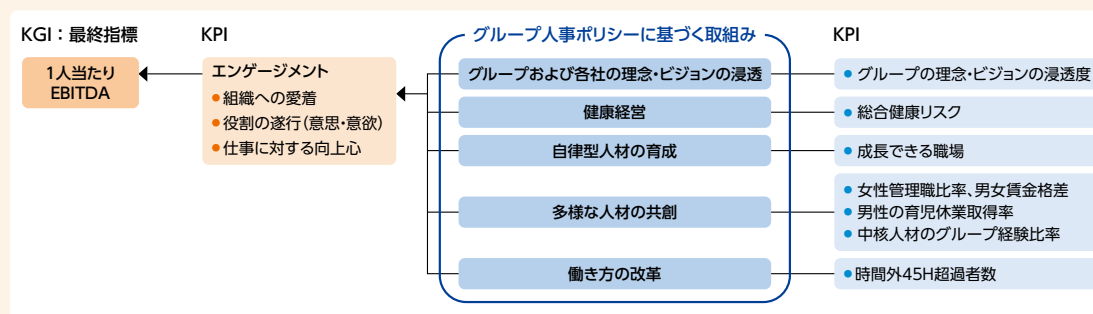 KGI：最終指標
1人当たり
EBITDA
KPI
エンゲージメント
●組織への愛着
●役割の遂行（意思・意欲）
●仕事に対する向上心
グループ人事ポリシーに基づく取組み
グループおよび各社の理念・ビジョンの浸透
健康経営
自律型人材の育成
多様な人材の共創
働き方の改革
KPI
● グループの理念・ビジョンの浸透度
● 総合健康リスク
● 成長できる職場
● 女性管理職比率、男女賃金格差
● 男性の育児休業取得率
● 中核人材のグループ経験比率
● 時間外45H超過者数